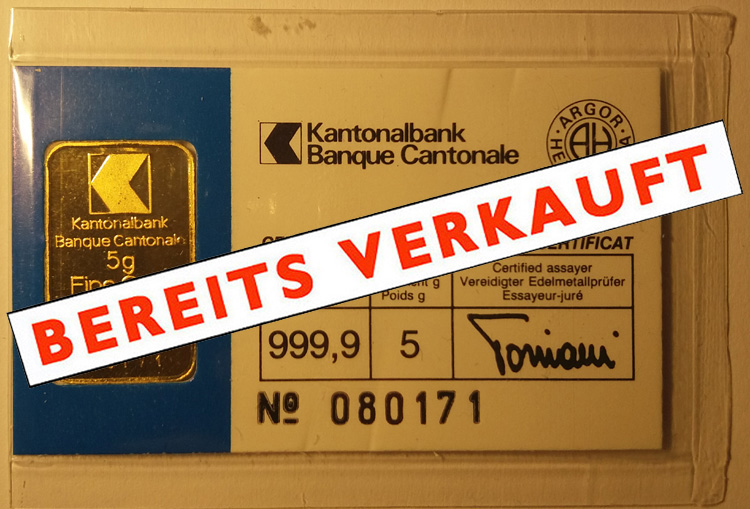 Kantonalbank
Banque Cantonale
5g
Kantonalbank
Banque Cantonale
ARGOR
BEREITS VERKAUFT
Certified assayer
Vereidigter Edelmetallprüfer
Poids g
Essayeur-juré
999,9
5
Tomiani
Nº 080171